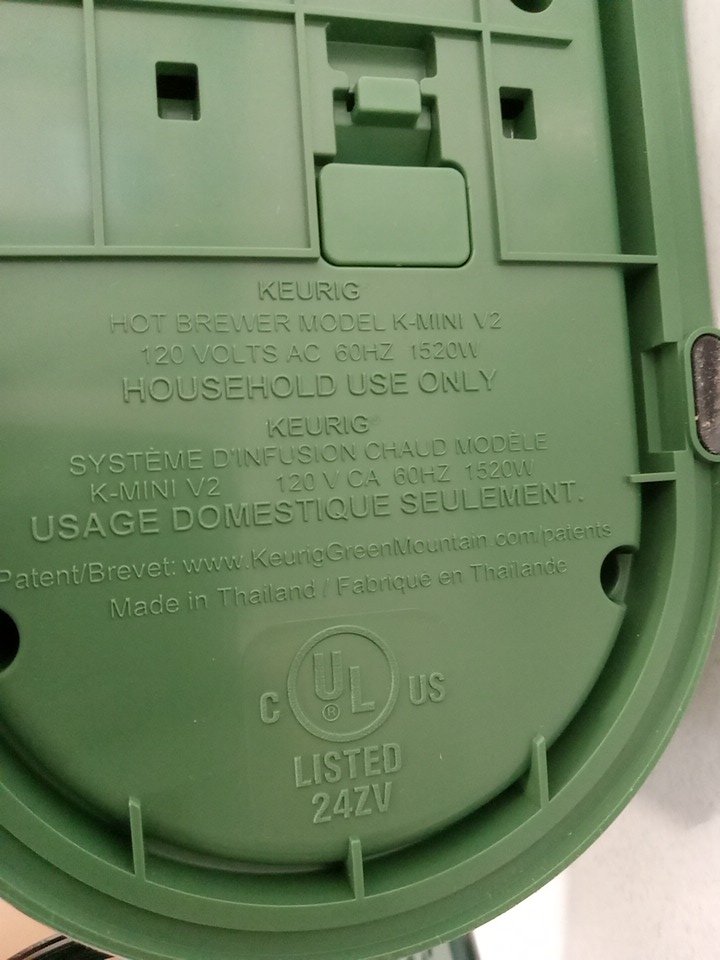 KEURIG®
HOT BREWER MODEL K-MINI V2
120 VOLTS AC 60HZ 1520W
HOUSEHOLD USE ONLY
KEURIG®
SYSTÈME D'INFUSION CHAUD MODÈLE
K-MINI V2 120 V CA 60HZ 1520W
USAGE DOMESTIQUE SEULEMENT.
Patent/Brevet: www.KeurigGreenMountain.com/patents
Made in Thailand / Fabrique en Thaïlande
C UL® US
LISTED
24ZV